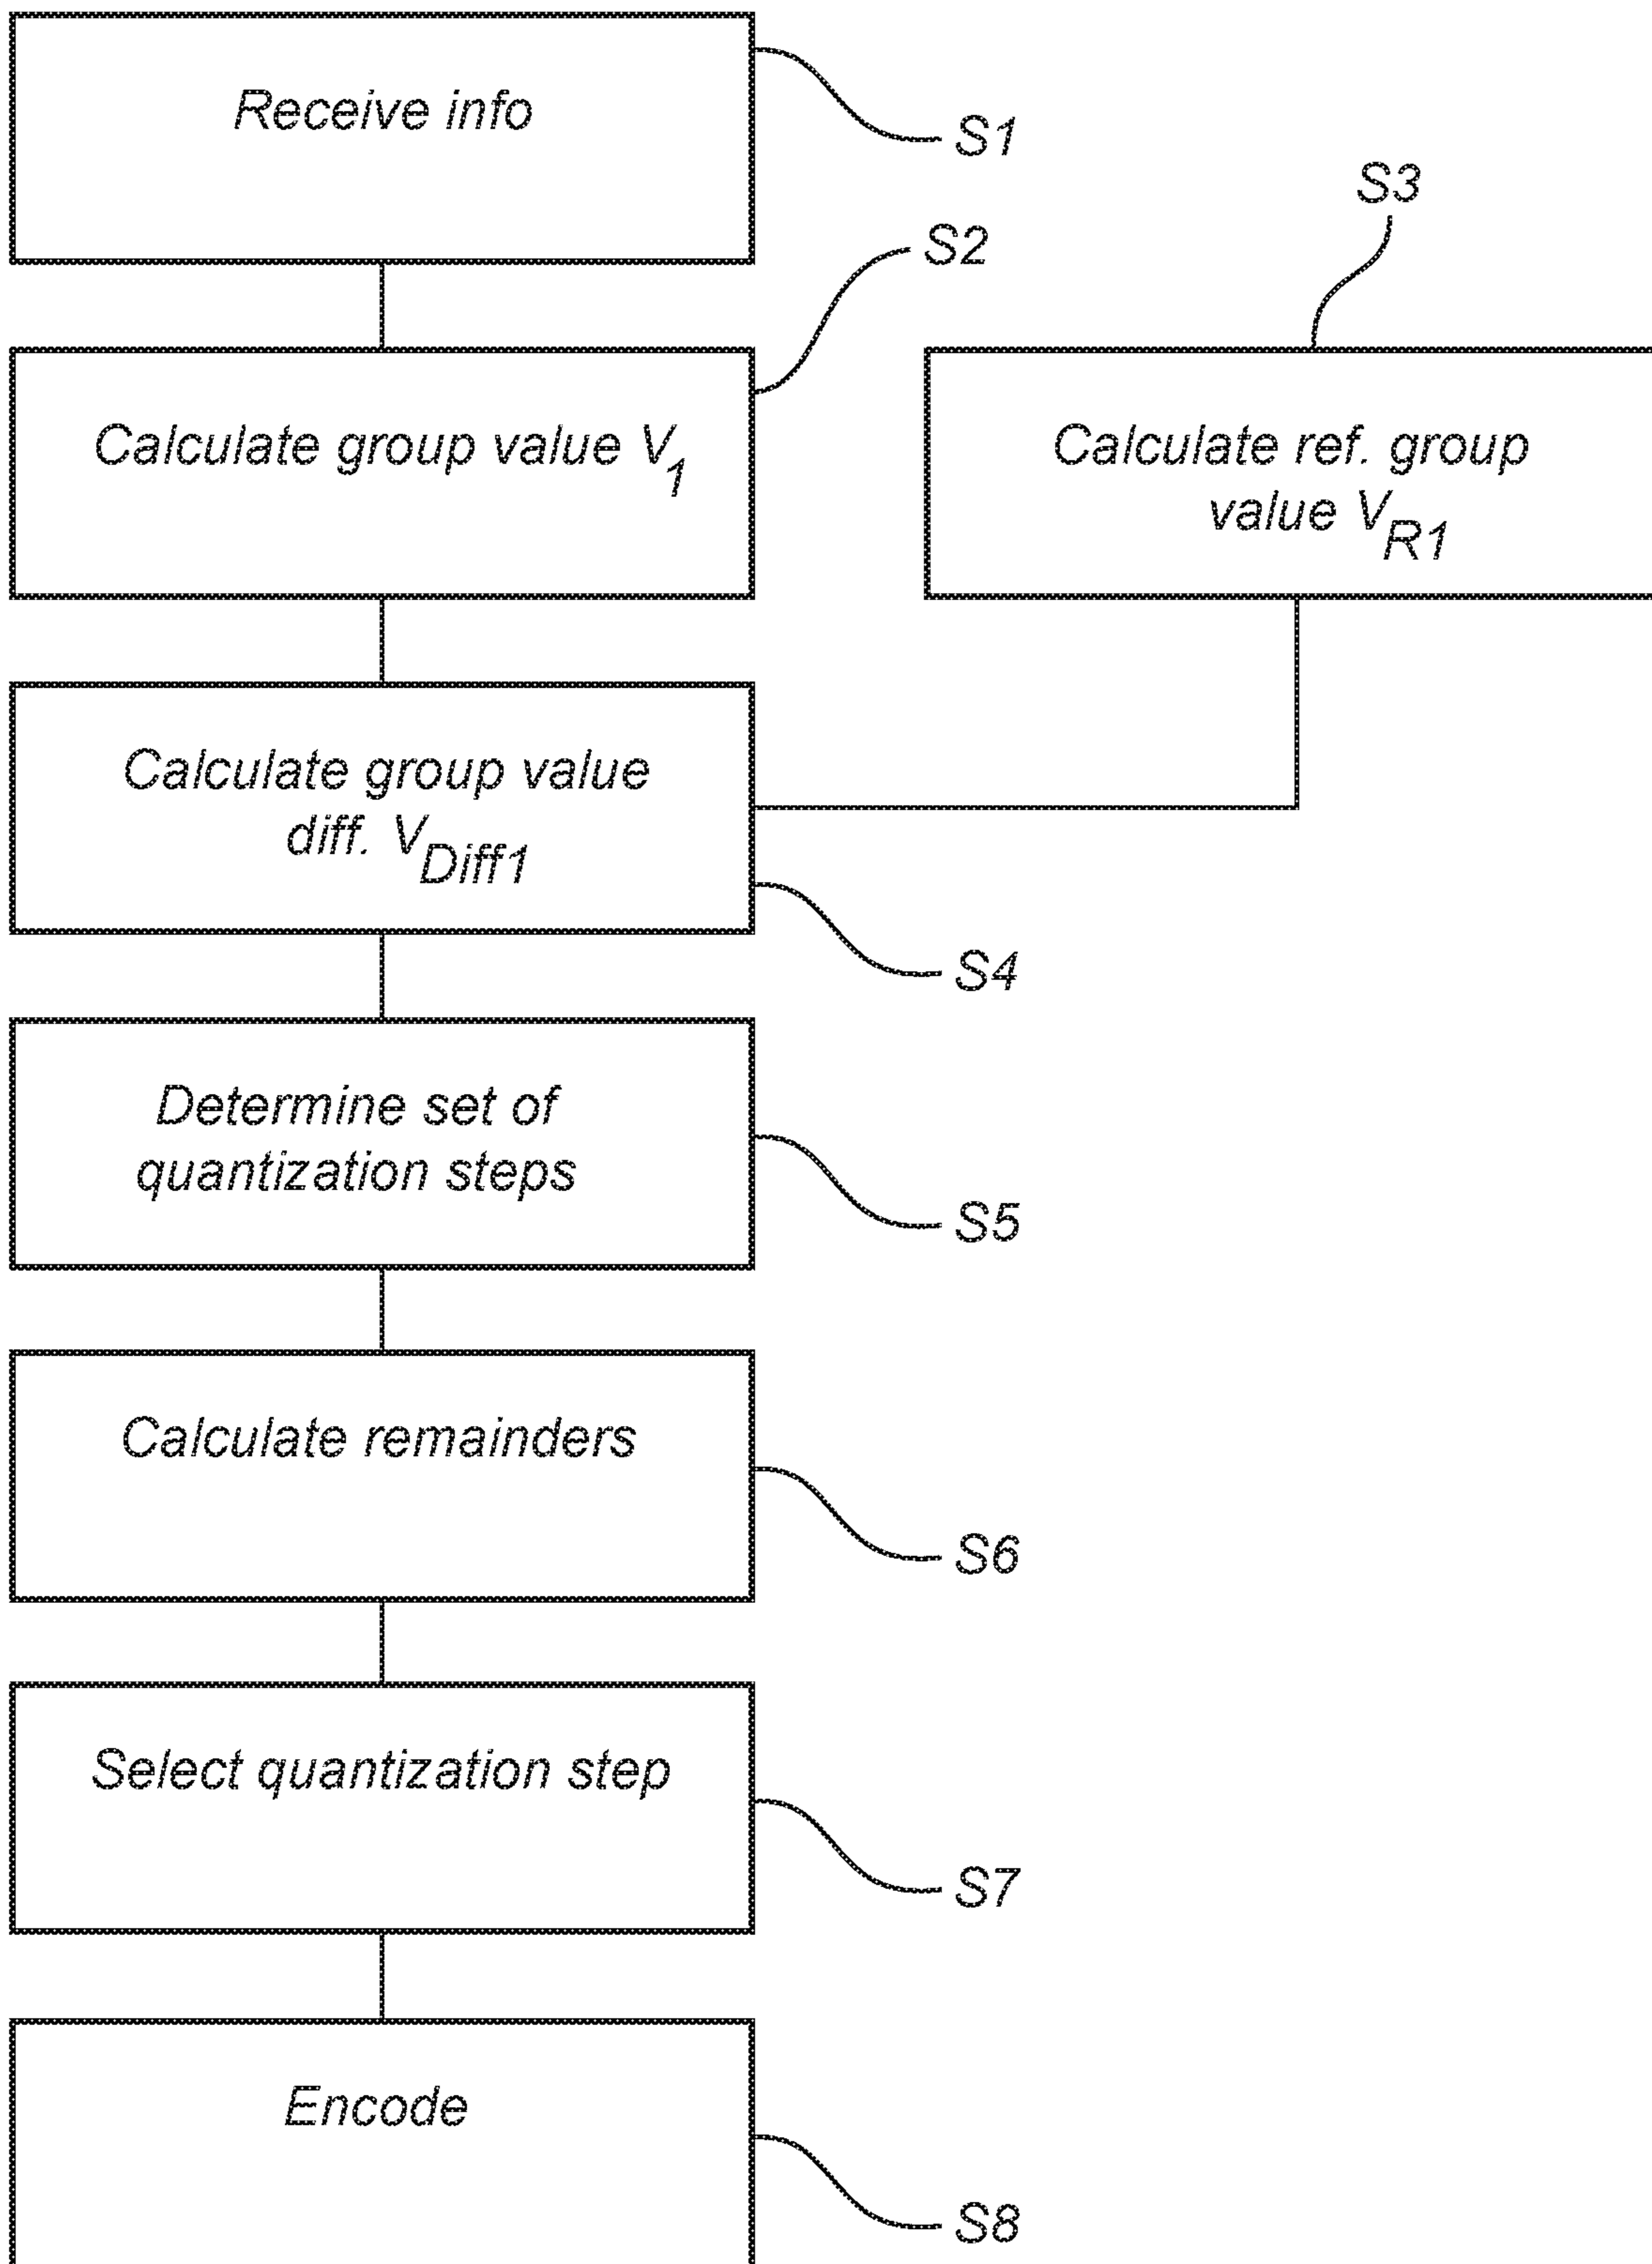 Receive info
S1
S2
S3
Calculate group value V1
Calculate ref. group
value VR1
Calculate group value
diff. VDiff1
S4
Determine set of
quantization steps
S5
Calculate remainders
S6
Select quantization step
S7
Encode
S8